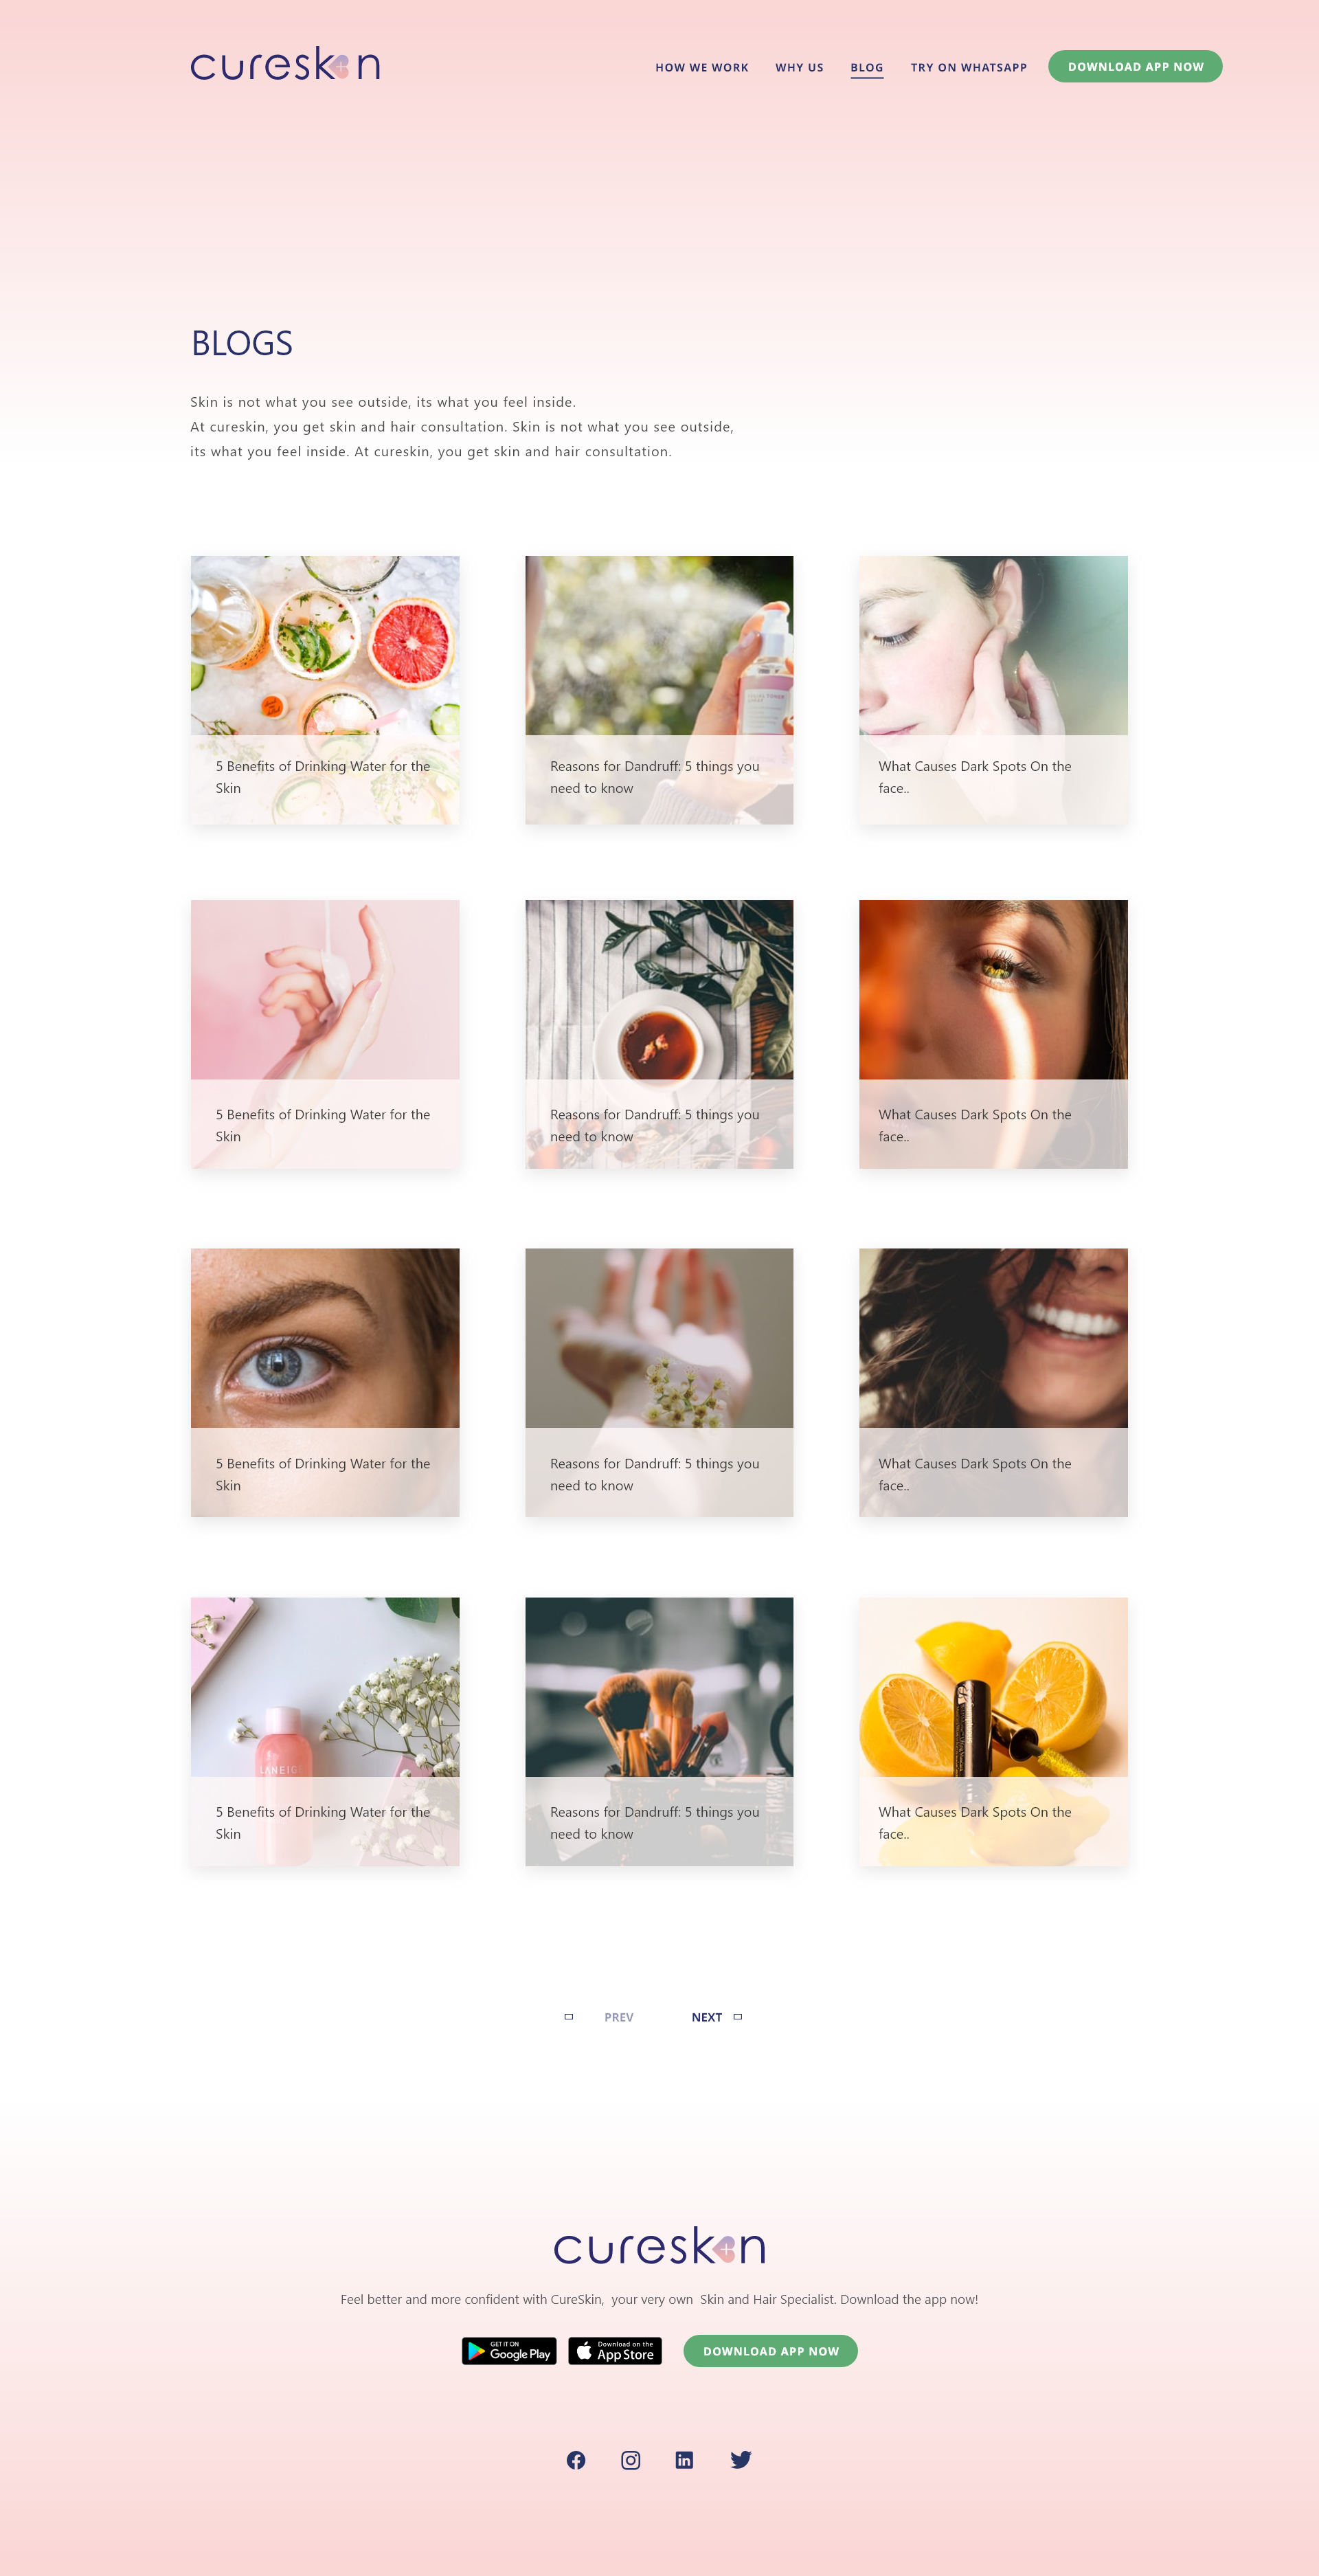 cureskin
HOW WE WORK
WHY US
BLOG
TRY ON WHATSAPP
DOWNLOAD APP NOW
BLOGS
Skin is not what you see outside, its what you feel inside.
At cureskin, you get skin and hair consultation. Skin is not what you see outside,
its what you feel inside. At cureskin, you get skin and hair consultation.
FACIAL TONER
5 Benefits of Drinking Water for the
Skin
Reasons for Dandruff: 5 things you
need to know
What Causes Dark Spots On the
face..
5 Benefits of Drinking Water for the
Skin
Reasons for Dandruff: 5 things you
need to know
What Causes Dark Spots On the
face..
5 Benefits of Drinking Water for the
Skin
Reasons for Dandruff: 5 things you
need to know
What Causes Dark Spots On the
face..
LANEIGE
5 Benefits of Drinking Water for the
Skin
Reasons for Dandruff: 5 things you
need to know
What Causes Dark Spots On the
face..
PREV
NEXT
cureskin
Feel better and more confident with CureSkin,  your very own  Skin and Hair Specialist. Download the app now!
GET IT ON
Google Play
Download on the
App Store
DOWNLOAD APP NOW